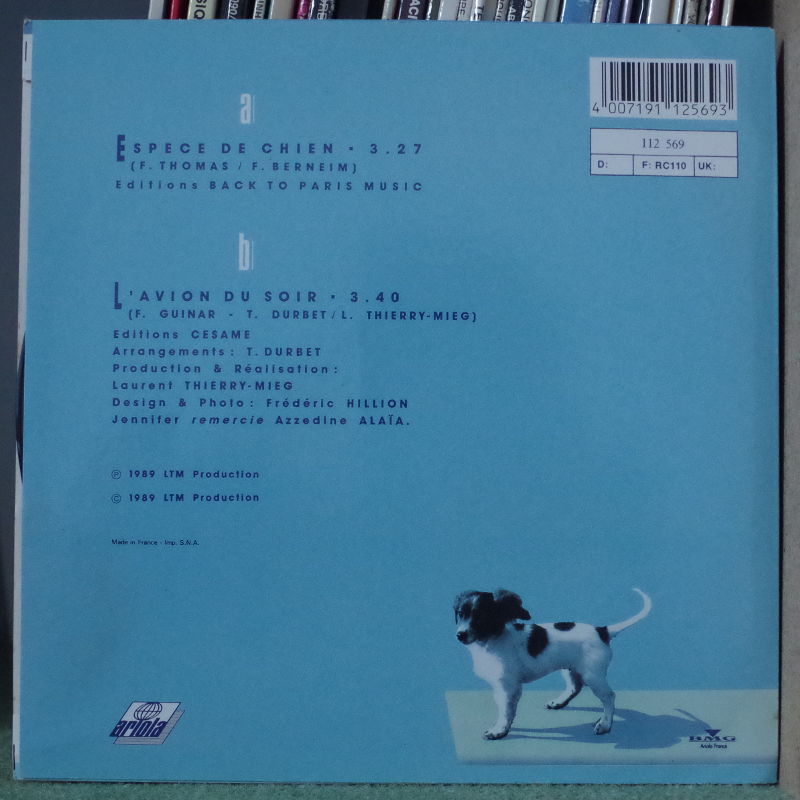 4 007191 125693
112 569
D: F: RC110 UK:
a
ESPECE DE CHIEN • 3.27
(F. THOMAS / F. BERNEIM)
Editions BACK TO PARIS MUSIC
b
L'AVION DU SOIR • 3.40
(F. GUINAR - T. DURBET / L. THIERRY-MIEG)
Editions CESAME
Arrangements : T. DURBET
Production & Réalisation :
Laurent THIERRY-MIEG
Design & Photo : Frédéric HILLION
Jennifer remercie Azzedine ALAÏA.
℗ 1989 LTM Production
© 1989 LTM Production
Made in France - Imp. S.N.A.
ariola
BMG
Ariola France